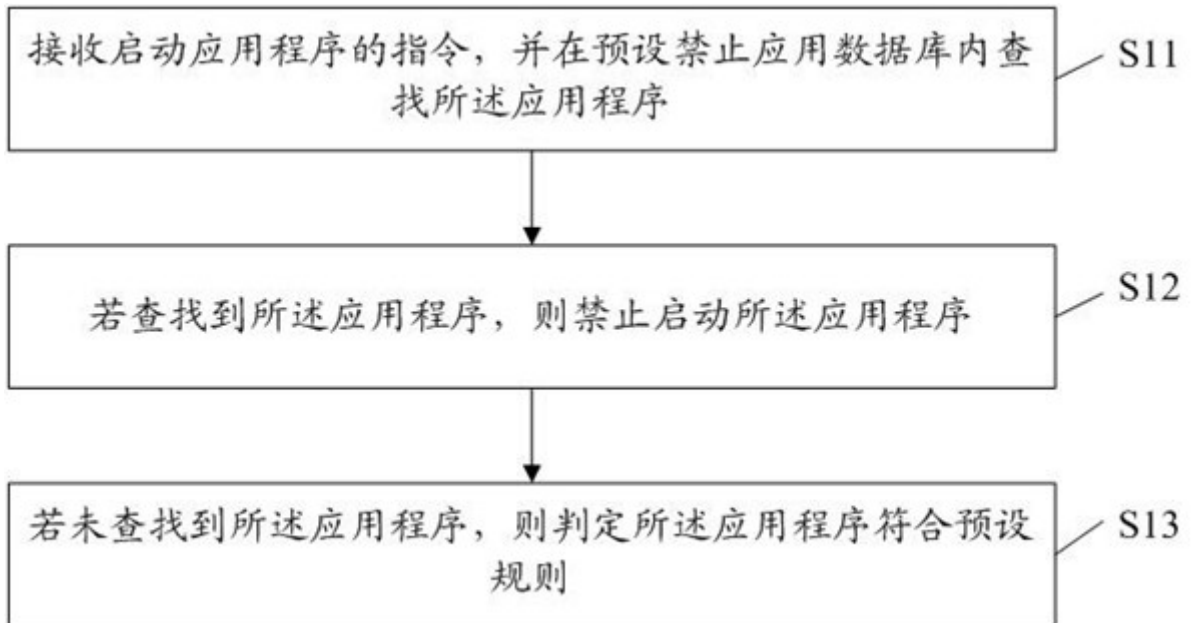 接收启动应用程序的指令，并在预设禁止应用数据库内查
找所述应用程序
S11
若查找到所述应用程序，则禁止启动所述应用程序
S12
若未查找到所述应用程序，则判定所述应用程序符合预设
规则
S13